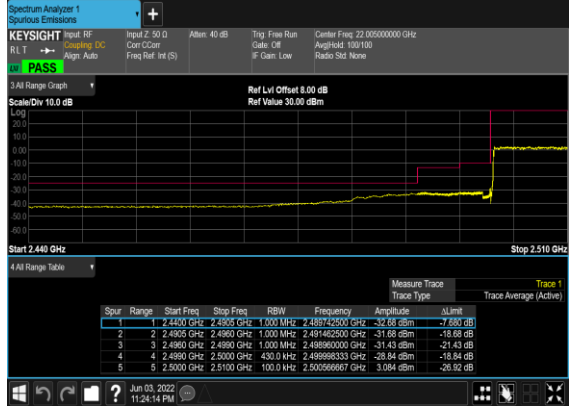 Spectrum Analyzer 1
Spurious Emissions
+
KEYSIGHT Input: RF Input Z: 50 Ω Atten: 40 dB Trig: Free Run Center Freq: 22.005000000 GHz
RLT Coupling: DC Corr CCorr Gate: Off Avg|Hold: 100/100
Align: Auto Freq Ref: Int (S) IF Gain: Low Radio Std: None
PASS
3 All Range Graph
Ref Lvl Offset 8.00 dB
Scale/Div 10.0 dB Ref Value 30.00 dBm
Log
20.0
10.0
0.00
-10.0
-20.0
-30.0
-40.0
-50.0
-60.0
Start 2.440 GHz Stop 2.510 GHz
4 All Range Table
Measure Trace Trace 1
Trace Type Trace Average (Active)
Spur Range Start Freq Stop Freq RBW Frequency Amplitude ΔLimit
1 1 2.4400 GHz 2.4905 GHz 1.000 MHz 2.489742500 GHz -32.68 dBm -7.680 dB
2 2 2.4905 GHz 2.4960 GHz 1.000 MHz 2.491462500 GHz -31.68 dBm -18.68 dB
3 3 2.4960 GHz 2.4990 GHz 1.000 MHz 2.498960000 GHz -31.43 dBm -21.43 dB
4 4 2.4990 GHz 2.5000 GHz 430.0 kHz 2.499998333 GHz -28.84 dBm -18.84 dB
5 5 2.5000 GHz 2.5100 GHz 100.0 kHz 2.500566667 GHz 3.084 dBm -26.92 dB
? Jun 03, 2022
11:24:14 PM